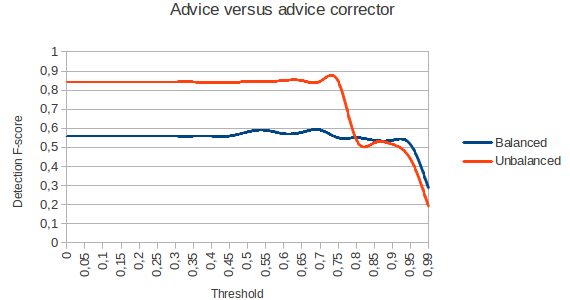 Advice versus advice corrector
1
0,9
0,8
0,7
0,6
0,5
0,4
0,3
0,2
0,1
0
Detection F-score
Balanced
Unbalanced
0 0,05 0,1 0,15 0,2 0,25 0,3 0,35 0,4 0,45 0,5 0,55 0,6 0,65 0,7 0,75 0,8 0,85 0,9 0,95 0,99
Threshold